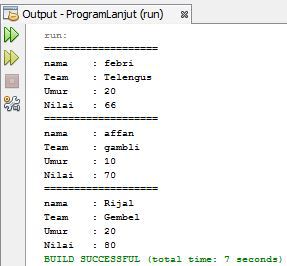 Output - ProgramLanjut (run)
run:
===================
nama    : febri
Team    : Telengus
Umur    : 20
Nilai   : 66
===================
nama    : affan
Team    : gambli
Umur    : 10
Nilai   : 70
===================
nama    : Rijal
Team    : Gembel
Umur    : 20
Nilai   : 80
BUILD SUCCESSFUL (total time: 7 seconds)